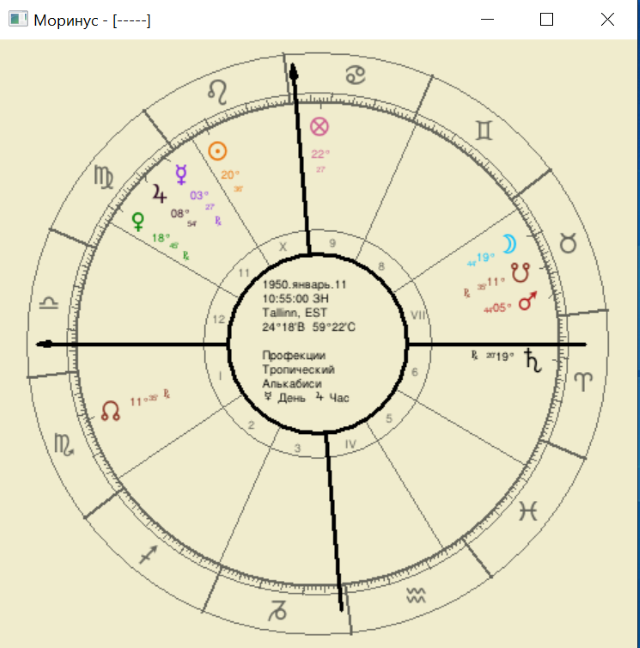 Моринус - [-----]
22°
27'
20°
35'
03°
27'
08°
54'
18°
45'
44' 19°
35' 11°
44' 05°
20' 19°
11° 35'
X
9
8
VII
6
5
IV
3
2
I
12
11
1950.январь.11
10:55:00 ЗН
Tallinn, EST
24°18'В 59°22'С
Профекции
Тропический
Алькабиси
☿ День ♃ Час